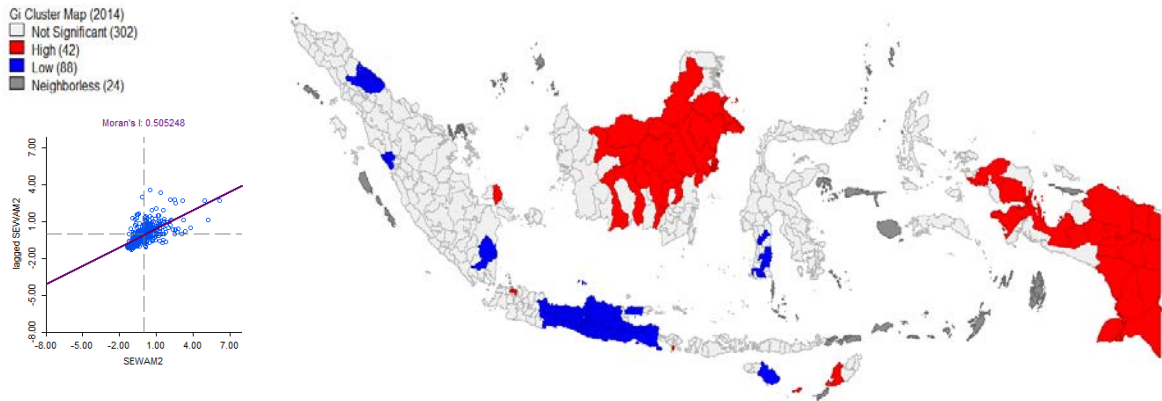 Gi Cluster Map (2014)
Not Significant (302)
High (42)
Low (88)
Neighborless (24)
Moran's I: 0.505248
lagged SEWAM2
7.00
4.00
1.00
-2.00
-5.00
-8.00
-8.00 -5.00 -2.00 1.00 4.00 7.00
SEWAM2